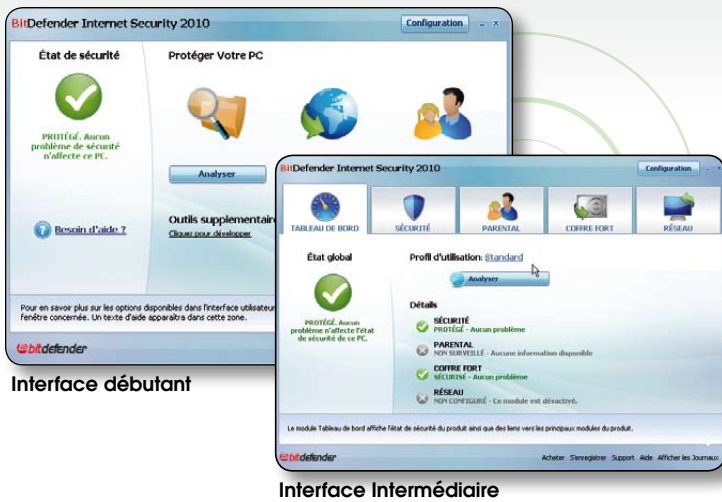 BitDefender Internet Security 2010
Configuration
État de sécurité
Protéger Votre PC
PROTÉGÉ. Aucun
problème de sécurité
n'affecte ce PC.
Analyser
Besoin d'aide ?
Outils supplementair
Cliquez pour développer
Pour en savoir plus sur les options disponibles dans l'interface utilisateur
fenêtre concernée. Un texte d'aide apparaîtra dans cette zone.
bitdefender
Interface débutant
BitDefender Internet Security 2010
Configuration
TABLEAU DE BORD
SÉCURITÉ
PARENTAL
COFFRE FORT
RÉSEAU
État global
Profil d'utilisation: Standard
Analyser
PROTÉGÉ. Aucun
problème n'affecte l'état
de sécurité de ce PC.
Détails
SÉCURITÉ
PROTÉGÉ - Aucun problème
PARENTAL
NON SURVEILLÉ - Aucune information disponible
COFFRE FORT
SÉCURISÉ - Aucun problème
RÉSEAU
NON CONFIGURÉ - Ce module est désactivé.
Le module Tableau de bord affiche l'état de sécurité du produit ainsi que des liens vers les principaux modules du produit.
bitdefender
Acheter S'enregistrer Support Aide Afficher les Journaux
Interface Intermédiaire